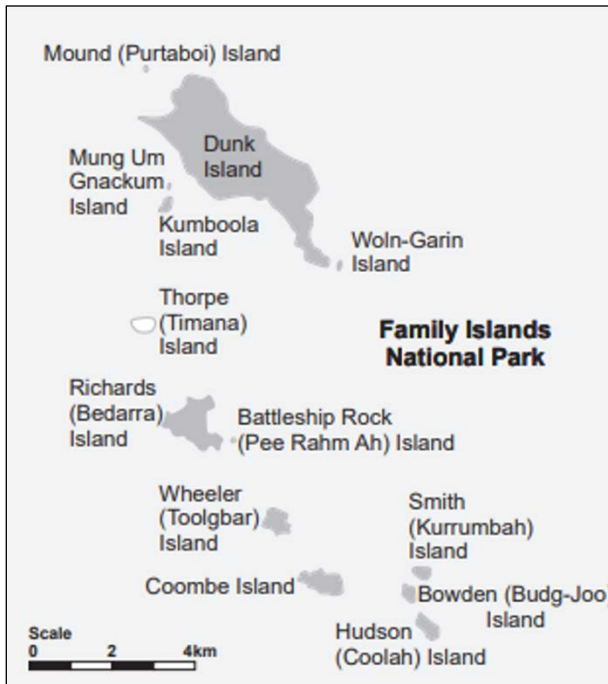 Mound (Purtaboi) Island
Dunk
Island
Mung Um
Gnackum
Island
Kumboola
Island
Woln-Garin
Island
Thorpe
(Timana)
Island
Family Islands
National Park
Richards
(Bedarra)
Island
Battleship Rock
(Pee Rahm Ah) Island
Wheeler
(Toolgbar)
Island
Smith
(Kurrumbah)
Island
Coombe Island
Bowden (Budg-Joo)
Island
Hudson
(Coolah) Island
Scale
0 2 4km